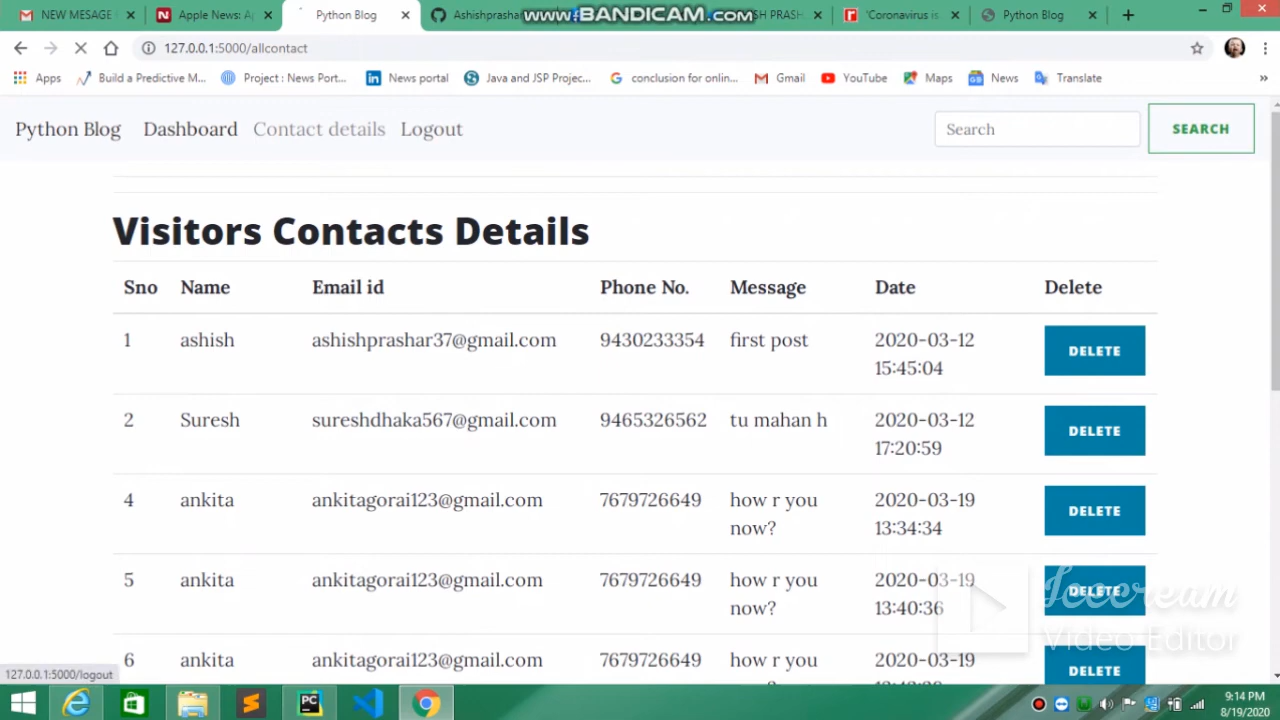 NEW MESAGE
Apple News: A
Python Blog
Ashishprasha
www.BANDICAM.com
SH PRASH
'Coronavirus is
Python Blog
127.0.0.1:5000/allcontact
Apps
Build a Predictive M...
Project : News Port...
News portal
Java and JSP Projec...
conclusion for onlin...
Gmail
YouTube
Maps
News
Translate
»
Python Blog
Dashboard
Contact details
Logout
Search
SEARCH
Visitors Contacts Details
Sno Name Email id Phone No. Message Date Delete
1 ashish ashishprashar37@gmail.com 9430233354 first post 2020-03-12 DELETE
15:45:04
2 Suresh sureshdhaka567@gmail.com 9465326562 tu mahan h 2020-03-12 DELETE
17:20:59
4 ankita ankitagorai123@gmail.com 7679726649 how r you 2020-03-19 DELETE
now? 13:34:34
5 ankita ankitagorai123@gmail.com 7679726649 how r you 2020-03-19 DELETE
now? 13:40:36
Icecream
Video Editor
6 ankita ankitagorai123@gmail.com 7679726649 how r you 2020-03-19 DELETE
127.0.0.1:5000/logout
PC
9:14 PM
8/19/2020